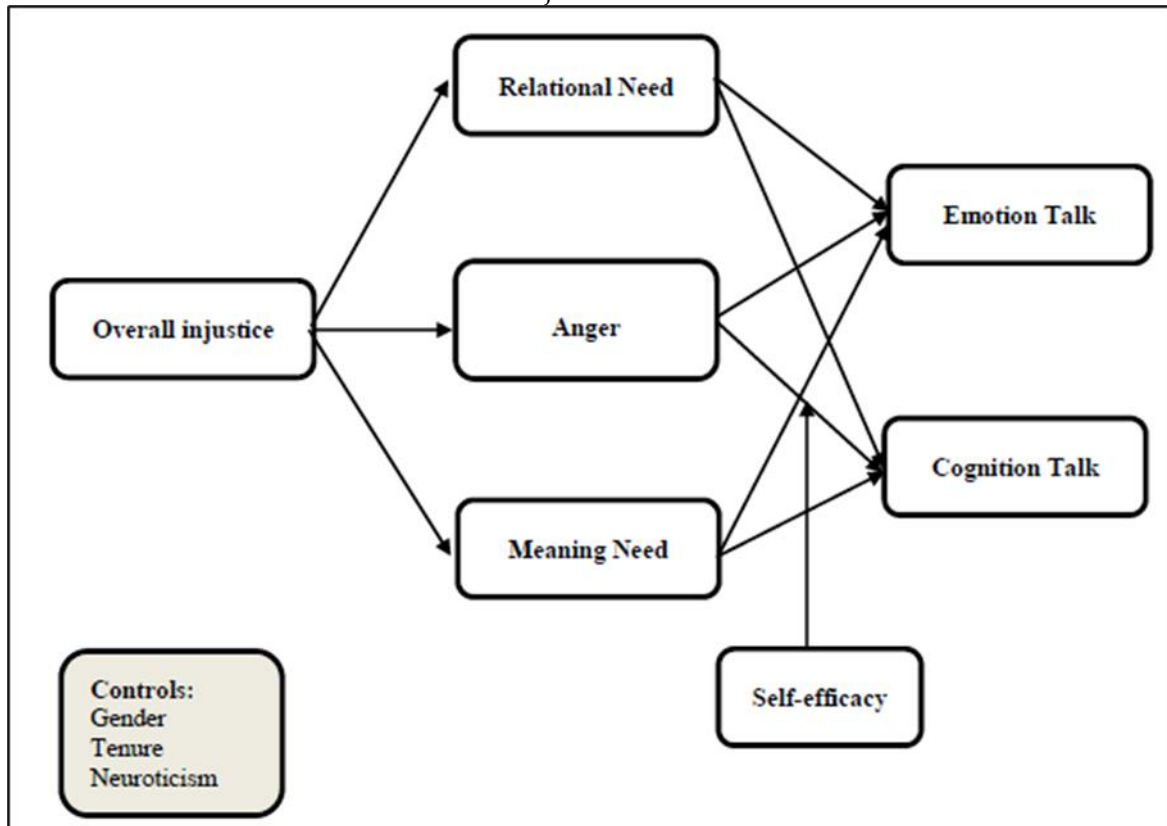 Relational Need
Emotion Talk
Overall injustice
Anger
Cognition Talk
Meaning Need
Controls:
Gender
Tenure
Neuroticism
Self-efficacy